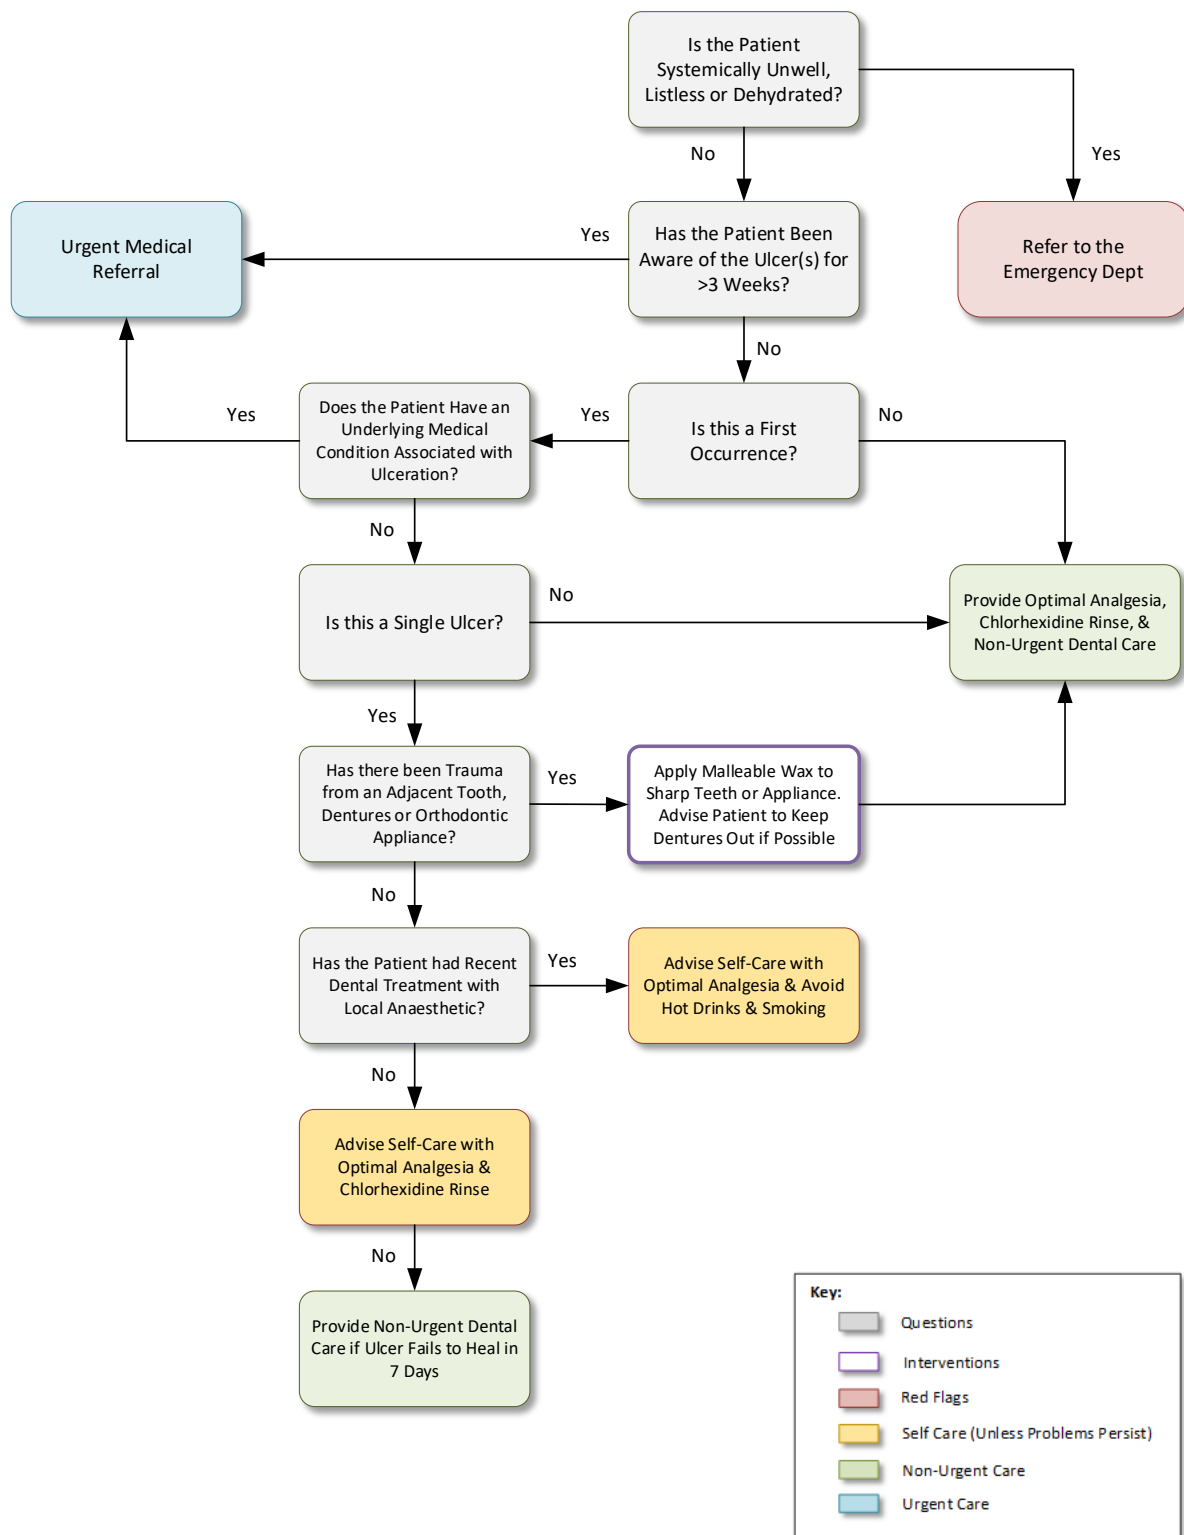 Is the Patient
Systemically Unwell,
Listless or Dehydrated?
No
Yes
Urgent Medical
Referral
Yes
Has the Patient Been
Aware of the Ulcer(s) for
>3 Weeks?
Refer to the
Emergency Dept
No
Does the Patient Have an
Underlying Medical
Condition Associated with
Ulceration?
Yes
Yes
Is this a First
Occurrence?
No
No
Is this a Single Ulcer?
No
Provide Optimal Analgesia,
Chlorhexidine Rinse, &
Non-Urgent Dental Care
Yes
Has there been Trauma
from an Adjacent Tooth,
Dentures or Orthodontic
Appliance?
Yes
Apply Malleable Wax to
Sharp Teeth or Appliance.
Advise Patient to Keep
Dentures Out if Possible
No
Has the Patient had Recent
Dental Treatment with
Local Anaesthetic?
Yes
Advise Self-Care with
Optimal Analgesia & Avoid
Hot Drinks & Smoking
No
Advise Self-Care with
Optimal Analgesia &
Chlorhexidine Rinse
No
Provide Non-Urgent Dental
Care if Ulcer Fails to Heal in
7 Days
Key:
Questions
Interventions
Red Flags
Self Care (Unless Problems Persist)
Non-Urgent Care
Urgent Care